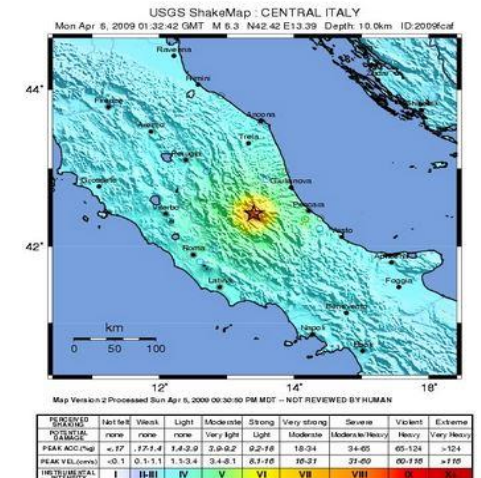 USGS ShakeMap : CENTRAL ITALY
Mon Apr 6, 2009 01:32:42 GMT M 6.3 N42.42 E13.39 Depth: 10.0km ID:2009fcaf
Ravenna
Rimini
Firenze
Ancona
Arezzo
Treia
Perugia
Grosseto
Giulianova
Viterbo
Pescara
Roma
Vasto
Apricena
Latina
Foggia
Benevento
Napoli
Eboli
44°
42°
km
0 50 100
12° 14° 16°
Map Version 2 Processed Sun Apr 5, 2009 09:30:50 PM MDT -- NOT REVIEWED BY HUMAN
PERCEIVED SHAKING Not felt Weak Light Moderate Strong Very strong Severe Violent Extreme
POTENTIAL DAMAGE none none none Very light Light Moderate Moderate/Heavy Heavy Very Heavy
PEAK ACC.(%g) <.17 .17-1.4 1.4-3.9 3.9-9.2 9.2-18 18-34 34-65 65-124 >124
PEAK VEL.(cm/s) <0.1 0.1-1.1 1.1-3.4 3.4-8.1 8.1-16 16-31 31-60 60-116 >116
INSTRUMENTAL INTENSITY I II-III IV V VI VII VIII IX X+